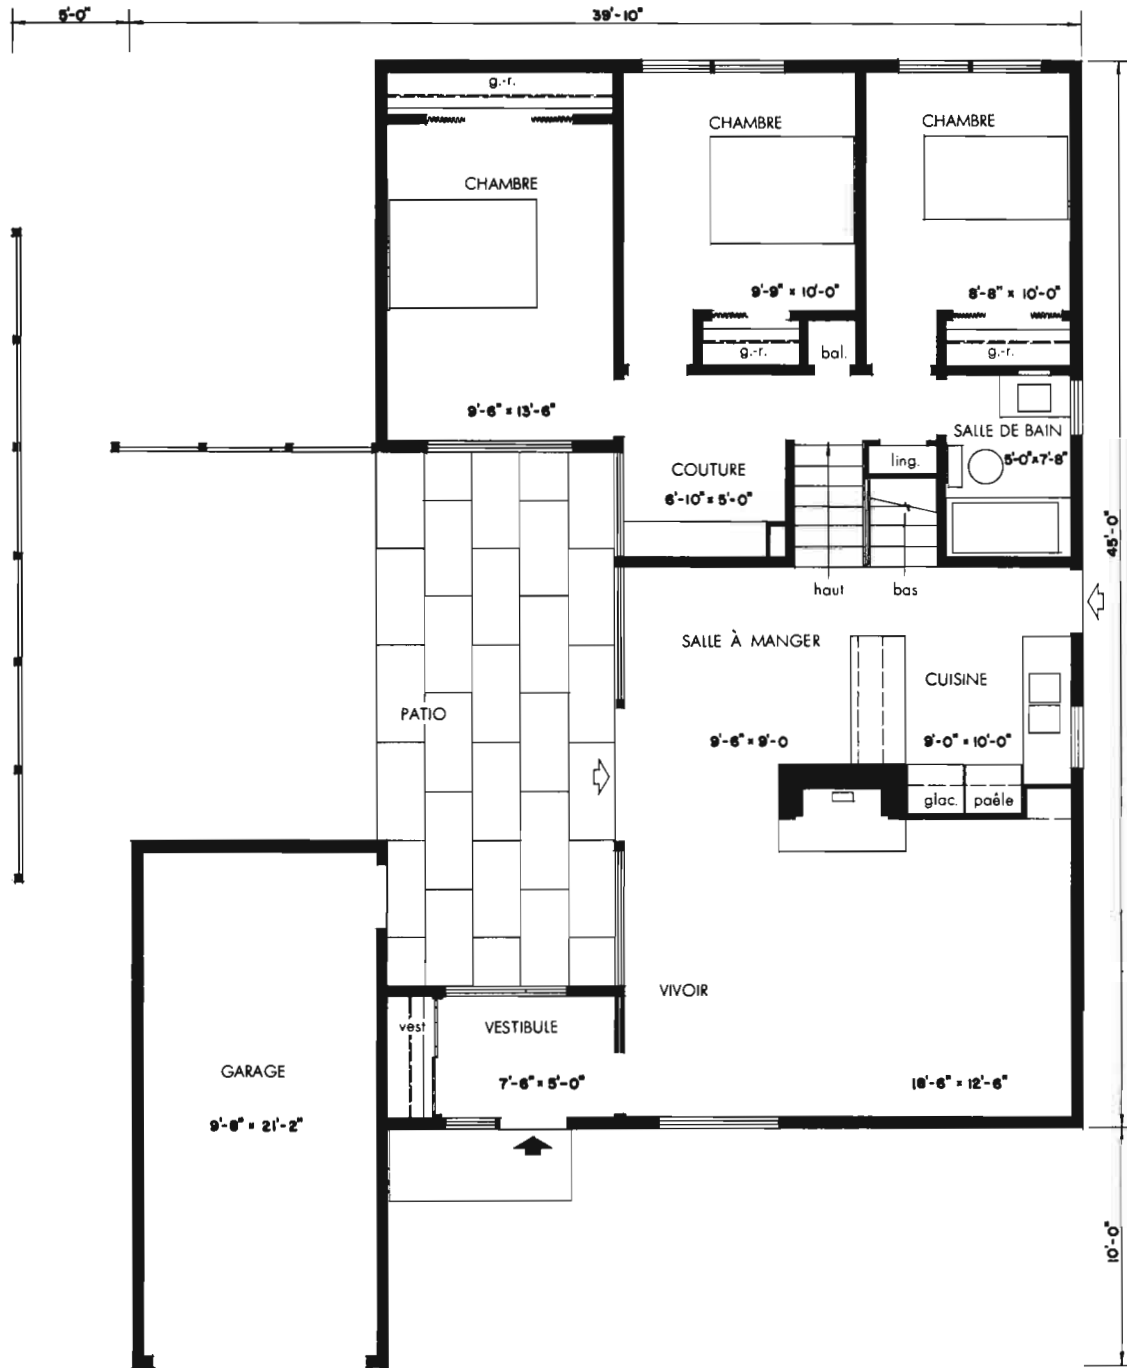 5'-0"
39'-10"
g.-r.
CHAMBRE
CHAMBRE
CHAMBRE
9'-9" × 10'-0"
8'-8" × 10'-0"
g.-r.
bal.
g.-r.
9'-6" × 13'-6"
SALLE DE BAIN
5'-0"×7'-8"
COUTURE
6'-10" × 5'-0"
ling.
45'-0"
haut
bas
SALLE À MANGER
CUISINE
PATIO
9'-6" × 9'-0
9'-0" × 10'-0"
glac.
paêle
VIVOIR
vest
VESTIBULE
GARAGE
7'-6" × 5'-0"
18'-6" × 12'-6"
9'-8" × 21'-2"
10'-0"